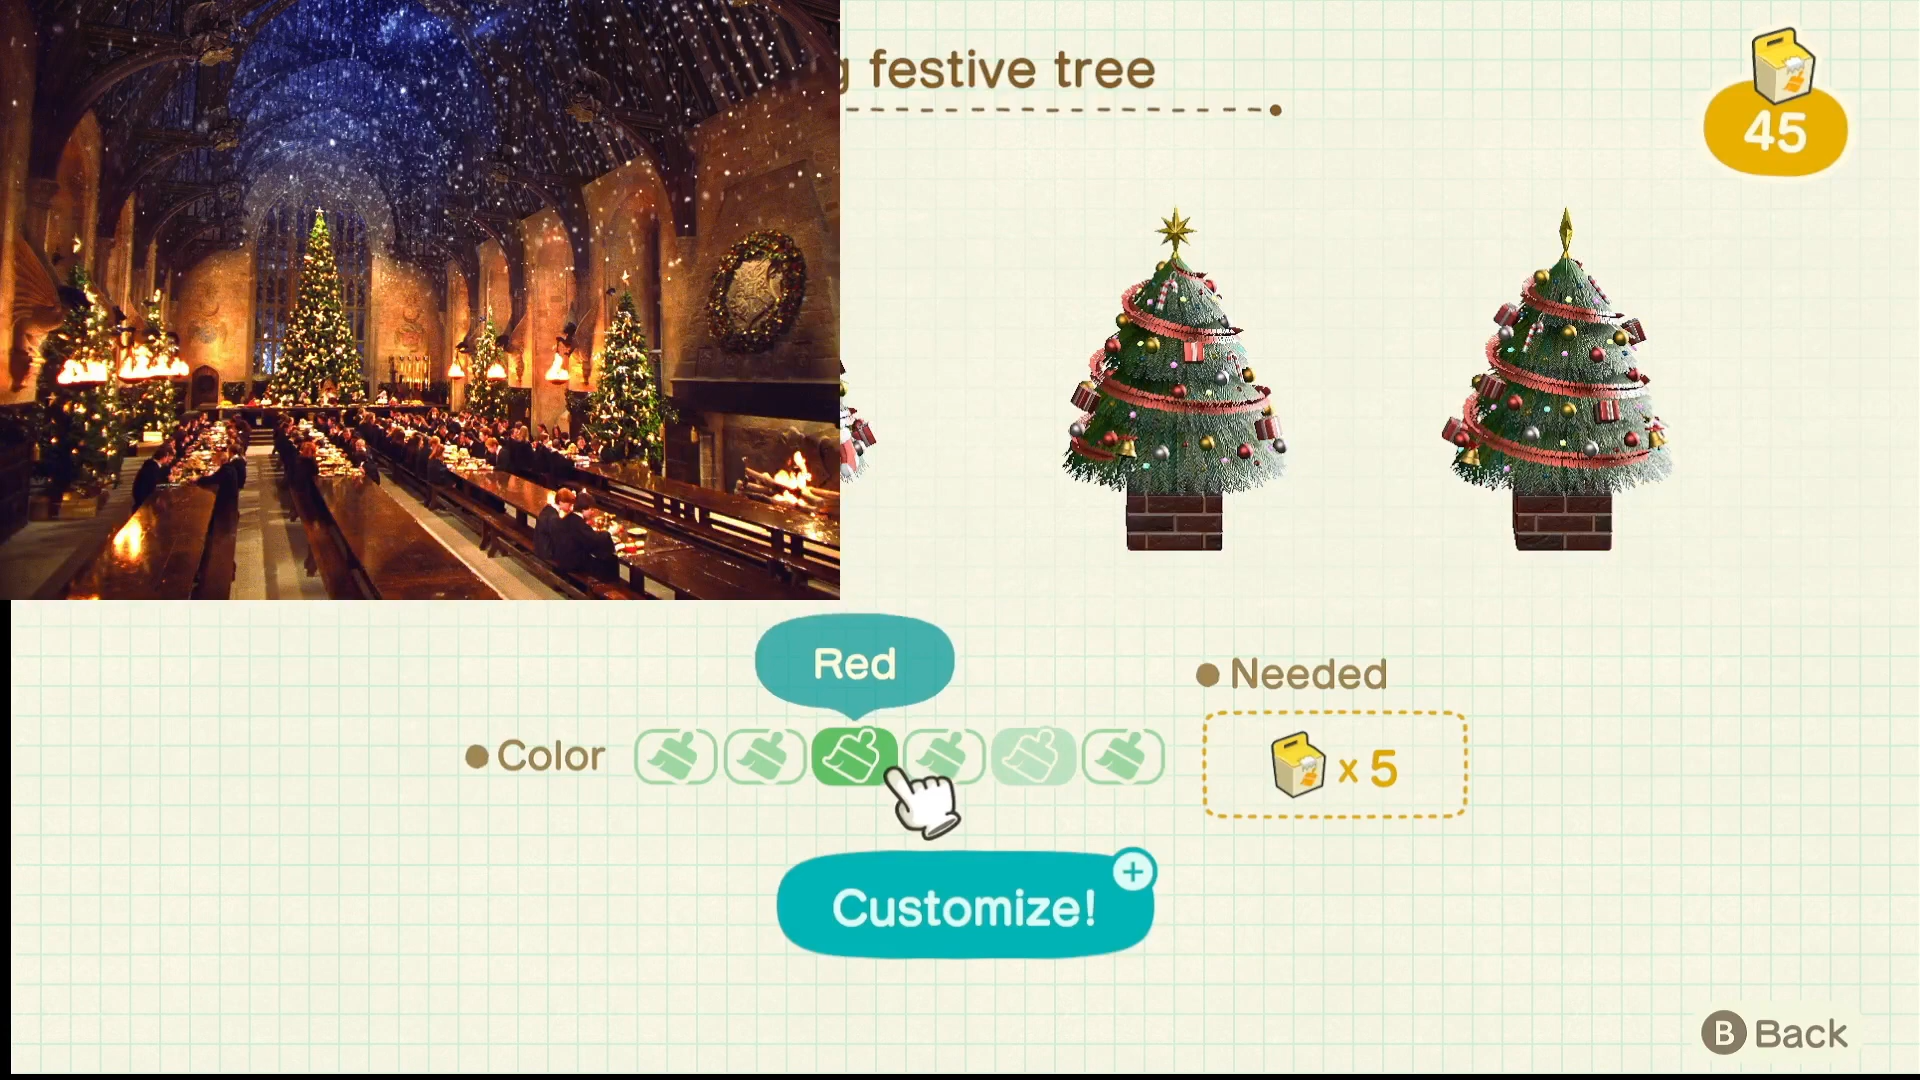 festive tree
45
Red
Needed
Color
x 5
Customize!
B Back